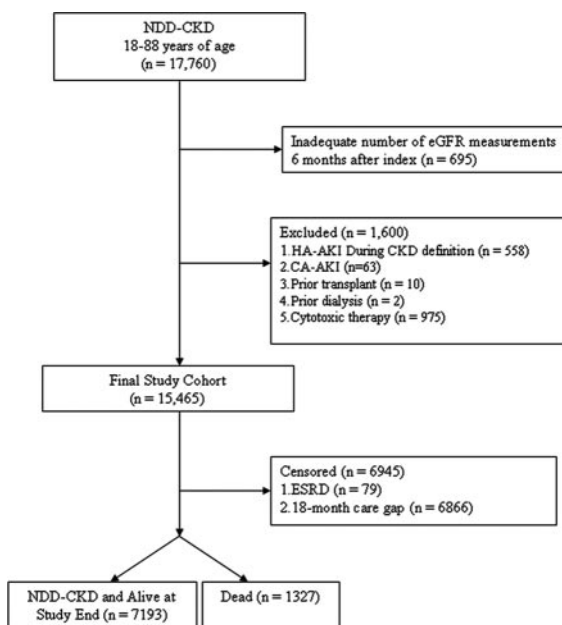 NDD-CKD
18-88 years of age
(n = 17,760)
Inadequate number of eGFR measurements
6 months after index (n = 695)
Excluded (n = 1,600)
1.HA-AKI During CKD definition (n = 558)
2.CA-AKI (n=63)
3.Prior transplant (n = 10)
4.Prior dialysis (n = 2)
5.Cytotoxic therapy (n = 975)
Final Study Cohort
(n = 15,465)
Censored (n = 6945)
1.ESRD (n = 79)
2.18-month care gap (n = 6866)
NDD-CKD and Alive at
Study End (n = 7193)
Dead (n = 1327)